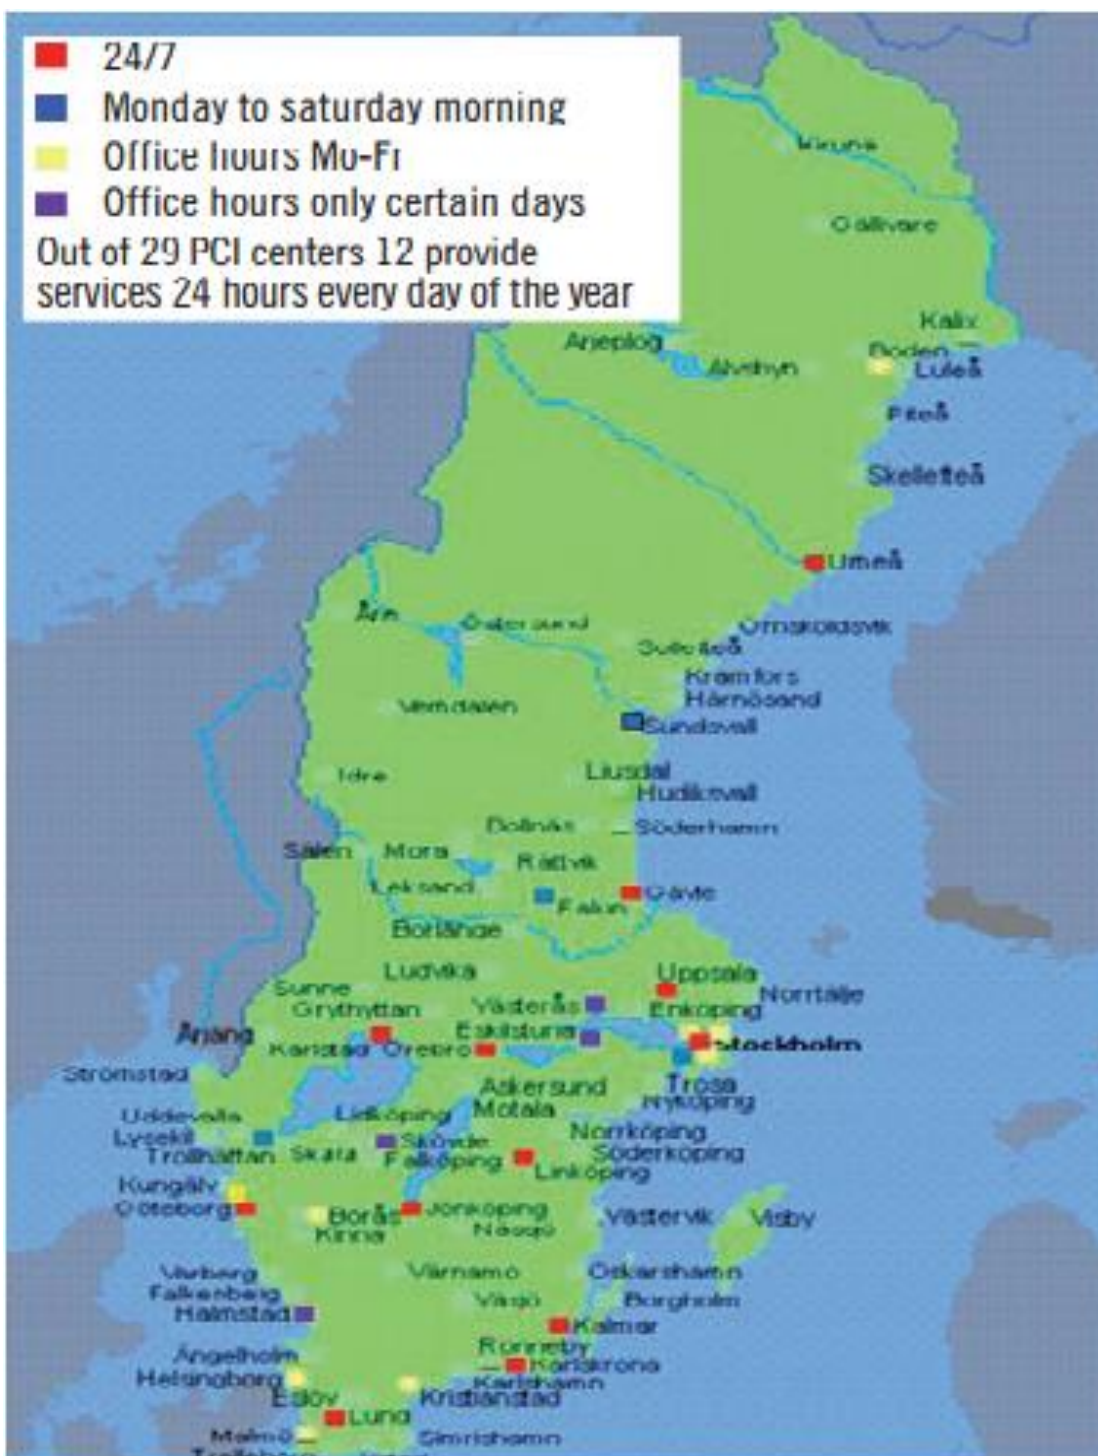 24/7
Monday to saturday morning
Office hours Mo-Fr
Office hours only certain days
Out of 29 PCI centers 12 provide
services 24 hours every day of the year
Kiruna
Gällivare
Kalix
Arjeplog
Boden
Älvsbyn
Luleå
Piteå
Skellefteå
Umeå
Åre
Östersund
Örnsköldsvik
Kramfors
Härnösand
Vemdalen
Sundsvall
Idre
Ljusdal
Hudiksvall
Bollnäs
Söderhamn
Sälen
Mora
Rättvik
Leksand
Gävle
Falun
Borlänge
Ludvika
Uppsala
Sunne
Västerås
Norrtälje
Grythyttan
Enköping
Årjäng
Eskilstuna
Karlstad
Örebro
Stockholm
Strömstad
Askersund
Trosa
Nyköping
Uddevalla
Lidköping
Motala
Lysekil
Skövde
Norrköping
Trollhättan
Skara
Falköping
Söderköping
Linköping
Kungälv
Göteborg
Borås
Jönköping
Västervik
Visby
Kinna
Nässjö
Varberg
Värnamo
Oskarshamn
Falkenberg
Växjö
Borgholm
Halmstad
Kalmar
Ronneby
Ängelholm
Karlskrona
Helsingborg
Karlshamn
Eslöv
Kristianstad
Lund
Malmö
Simrishamn